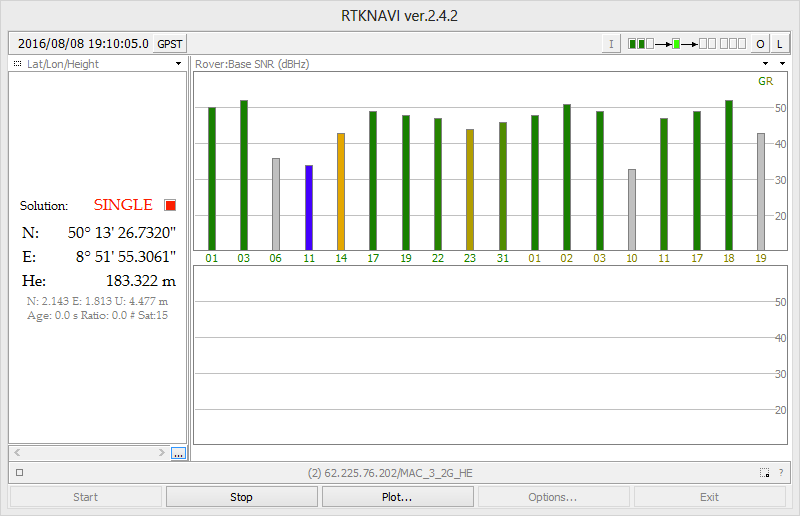 RTKNAVI ver.2.4.2
2016/08/08 19:10:05.0 GPST I O L
Lat/Lon/Height
Rover:Base SNR (dBHz)
GR
50
40
30
20
01 03 06 11 14 17 19 22 23 31 01 02 03 10 11 17 18 19
Solution: SINGLE
N: 50° 13' 26.7320"
E: 8° 51' 55.3061"
He: 183.322 m
N: 2.143 E: 1.813 U: 4.477 m
Age: 0.0 s Ratio: 0.0 # Sat:15
50
40
30
20
...
(2) 62.225.76.202/MAC_3_2G_HE ?
Start Stop Plot... Options... Exit